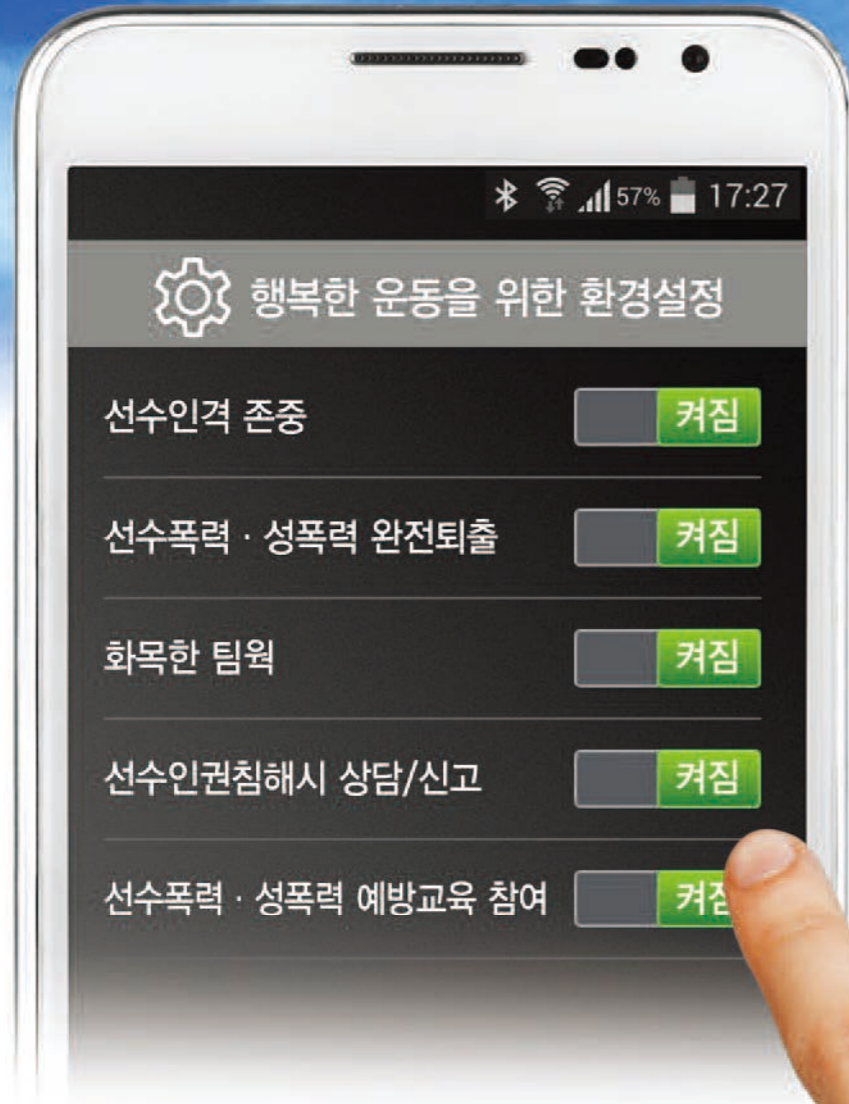 57% 17:27
행복한 운동을 위한 환경설정
선수인격 존중 켜짐
선수폭력 · 성폭력 완전퇴출 켜짐
화목한 팀웍 켜짐
선수인권침해시 상담/신고 켜짐
선수폭력 · 성폭력 예방교육 참여 켜짐